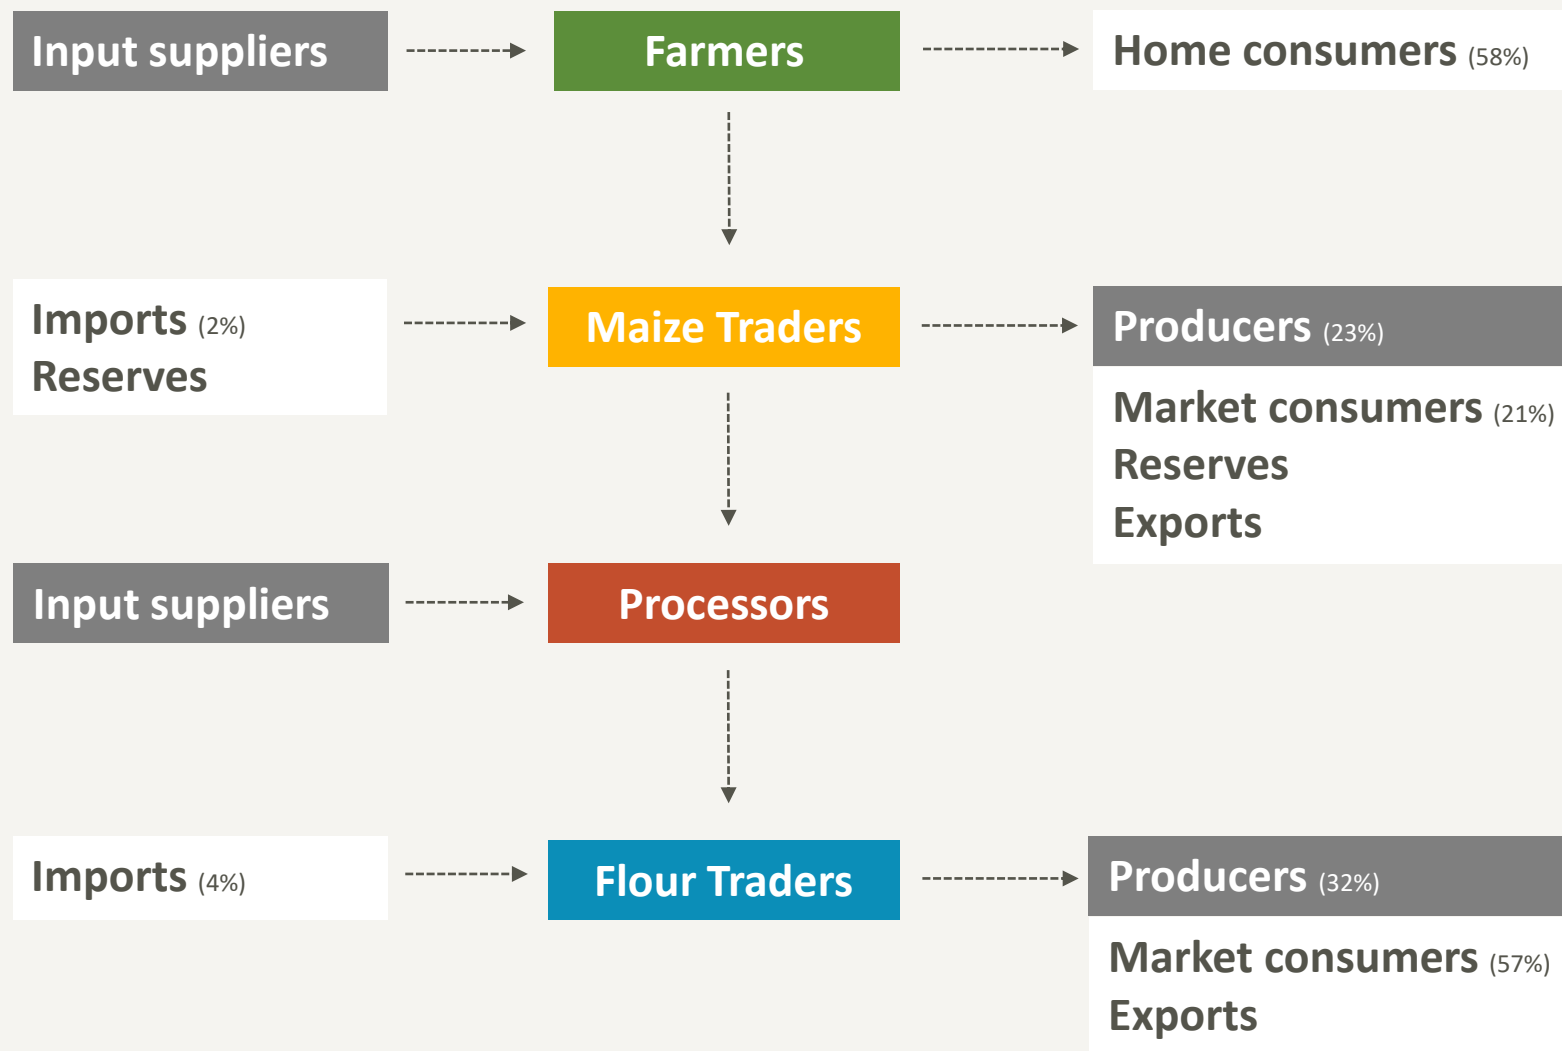 Input suppliers
Farmers
Home consumers (58%)
Imports (2%)
Reserves
Maize Traders
Producers (23%)
Market consumers (21%)
Reserves
Exports
Input suppliers
Processors
Imports (4%)
Flour Traders
Producers (32%)
Market consumers (57%)
Exports